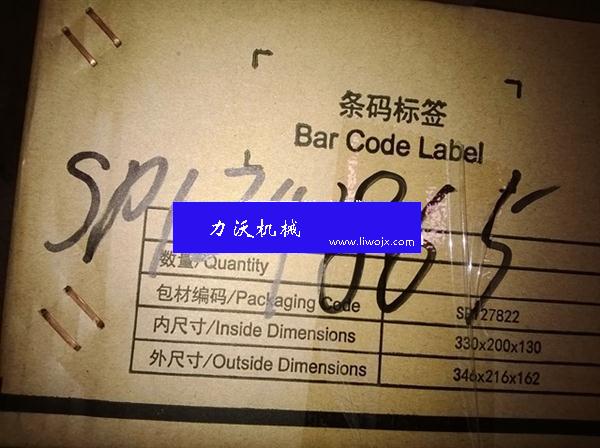 条码标签
Bar Code Label
力沃机械
www.liwojx.com
数量/Quantity
包材编码/Packaging Code
SP127822
内尺寸/Inside Dimensions
330x200x130
外尺寸/Outside Dimensions
346x216x162